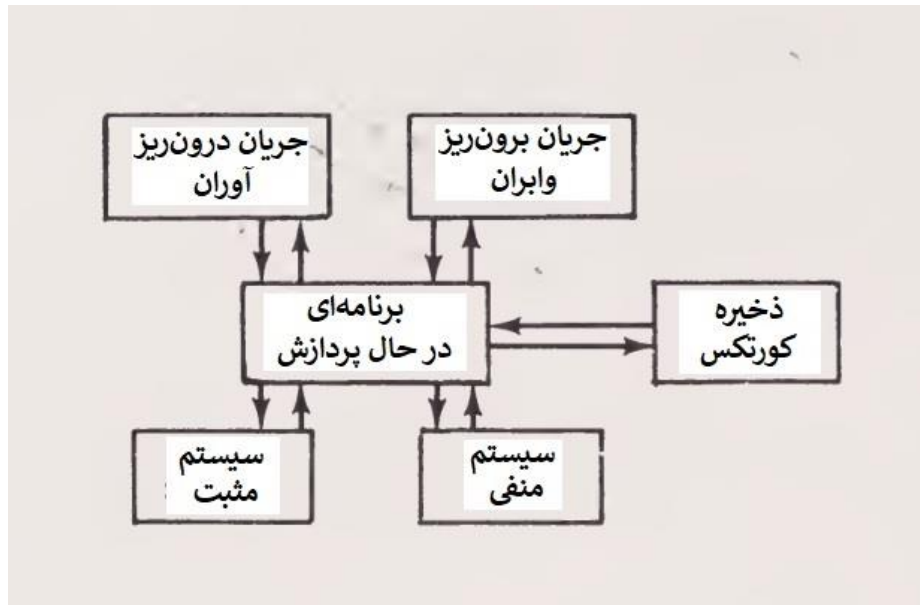 جریان برون‌ریز
وابران
جریان درون‌ریز
آوران
برنامه‌ای
در حال پردازش
ذخیره
کورتکس
سیستم
منفی
سیستم
مثبت